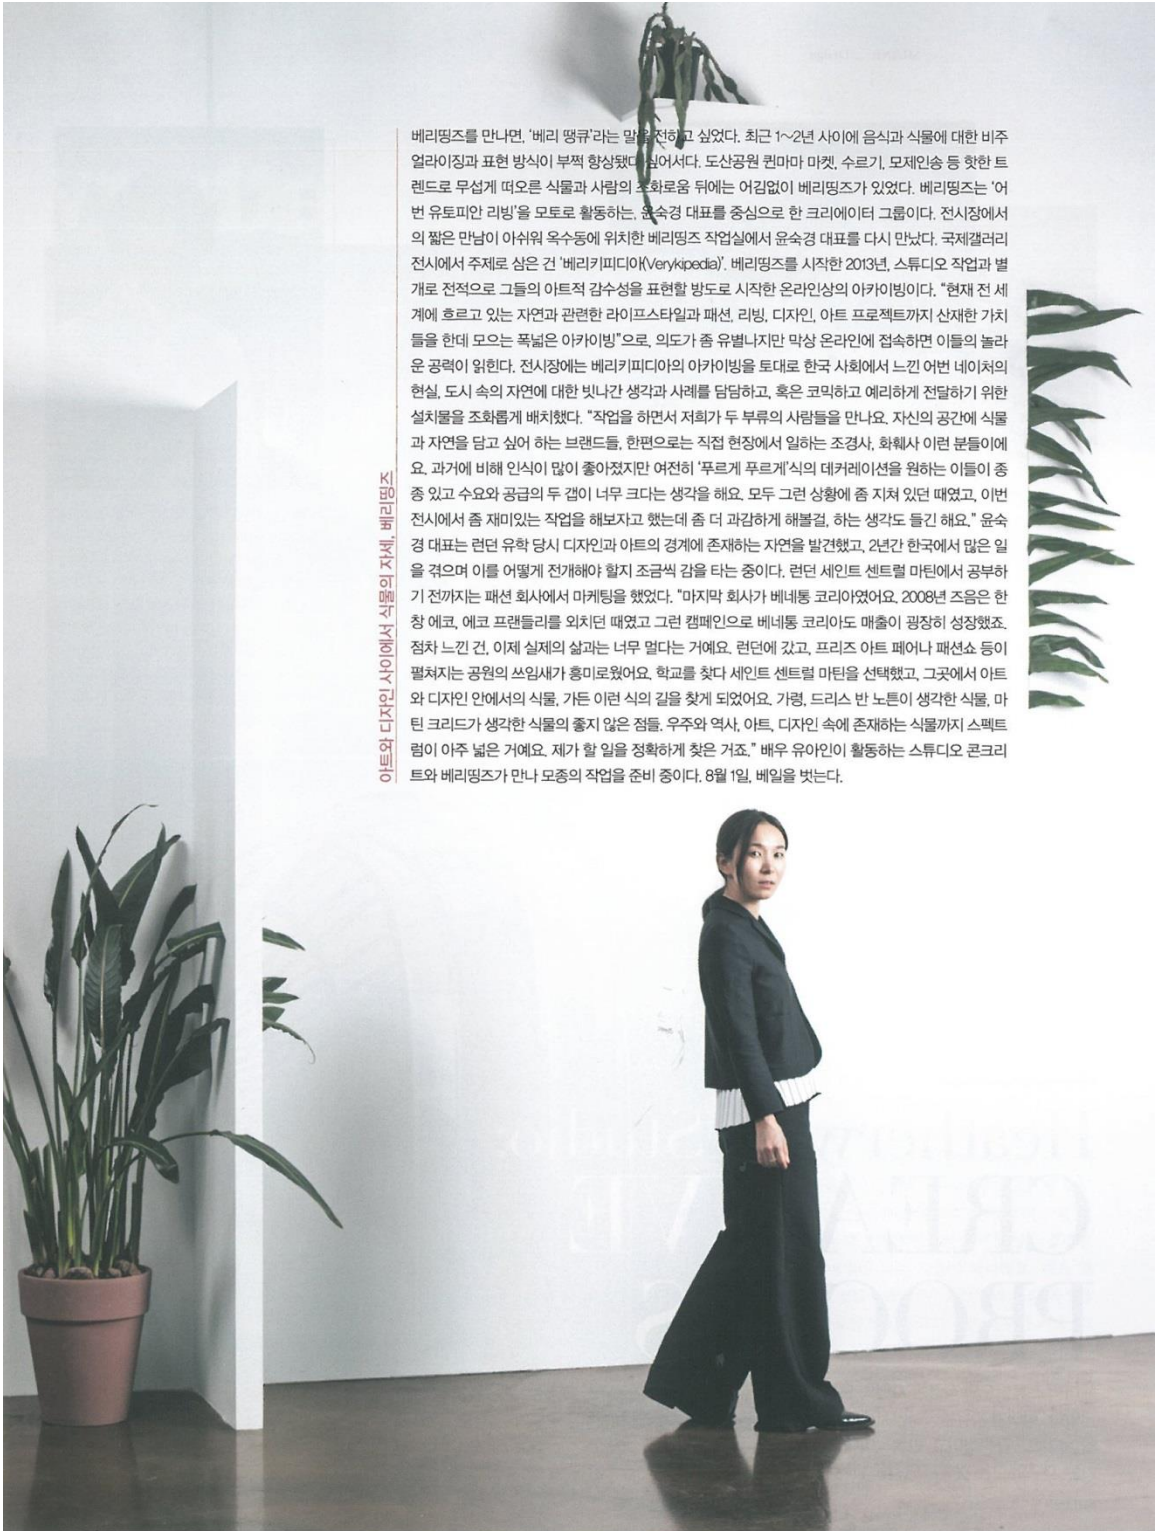 아트와 디자인 사이에서 식물의 자세, 베리띵즈
베리띵즈를 만나면, ‘베리 땡큐’라는 말을 전하고 싶었다. 최근 1~2년 사이에 음식과 식물에 대한 비주
얼라이징과 표현 방식이 부쩍 향상됐다 싶어서다. 도산공원 퀸마마 마켓, 수르기, 모제인송 등 핫한 트
렌드로 무섭게 떠오른 식물과 사람의 조화로움 뒤에는 어김없이 베리띵즈가 있었다. 베리띵즈는 ‘어
번 유토피안 리빙’을 모토로 활동하는, 윤숙경 대표를 중심으로 한 크리에이터 그룹이다. 전시장에서
의 짧은 만남이 아쉬워 옥수동에 위치한 베리띵즈 작업실에서 윤숙경 대표를 다시 만났다. 국제갤러리
전시에서 주제로 삼은 건 ‘베리키피디아(Verykipedia)’. 베리띵즈를 시작한 2013년, 스튜디오 작업과 별
개로 전적으로 그들의 아트적 감수성을 표현할 방도로 시작한 온라인상의 아카이빙이다. “현재 전 세
계에 흐르고 있는 자연과 관련한 라이프스타일과 패션, 리빙, 디자인, 아트 프로젝트까지 산재한 가치
들을 한데 모으는 폭넓은 아카이빙”으로, 의도가 좀 유별나지만 막상 온라인에 접속하면 이들의 놀라
운 공력이 읽힌다. 전시장에는 베리키피디아의 아카이빙을 토대로 한국 사회에서 느낀 어번 네이처의
현실, 도시 속의 자연에 대한 빗나간 생각과 사례를 담담하고, 혹은 코믹하고 예리하게 전달하기 위한
설치물을 조화롭게 배치했다. “작업을 하면서 저희가 두 부류의 사람들을 만나요. 자신의 공간에 식물
과 자연을 담고 싶어 하는 브랜드들, 한편으로는 직접 현장에서 일하는 조경사, 화훼사 이런 분들이에
요. 과거에 비해 인식이 많이 좋아졌지만 여전히 ‘푸르게 푸르게’식의 데커레이션을 원하는 이들이 종
종 있고 수요와 공급의 두 갭이 너무 크다는 생각을 해요. 모두 그런 상황에 좀 지쳐 있던 때였고, 이번
전시에서 좀 재미있는 작업을 해보자고 했는데 좀 더 과감하게 해볼걸, 하는 생각도 들긴 해요.” 윤숙
경 대표는 런던 유학 당시 디자인과 아트의 경계에 존재하는 자연을 발견했고, 2년간 한국에서 많은 일
을 겪으며 이를 어떻게 전개해야 할지 조금씩 감을 타는 중이다. 런던 세인트 센트럴 마틴에서 공부하
기 전까지는 패션 회사에서 마케팅을 했었다. “마지막 회사가 베네통 코리아였어요. 2008년 즈음은 한
창 에코, 에코 프랜들리를 외치던 때였고 그런 캠페인으로 베네통 코리아도 매출이 굉장히 성장했죠.
점차 느낀 건, 이제 실제의 삶과는 너무 멀다는 거예요. 런던에 갔고, 프리즈 아트 페어나 패션쇼 등이
펼쳐지는 공원의 쓰임새가 흥미로웠어요. 학교를 찾다 세인트 센트럴 마틴을 선택했고, 그곳에서 아트
와 디자인 안에서의 식물, 가든 이런 식의 길을 찾게 되었어요. 가령, 드리스 반 노튼이 생각한 식물, 마
틴 크리드가 생각한 식물의 좋지 않은 점들. 우주와 역사, 아트, 디자인 속에 존재하는 식물까지 스펙트
럼이 아주 넓은 거예요. 제가 할 일을 정확하게 찾은 거죠.” 배우 유아인이 활동하는 스튜디오 콘크리
트와 베리띵즈가 만나 모종의 작업을 준비 중이다. 8월 1일, 베일을 벗는다.